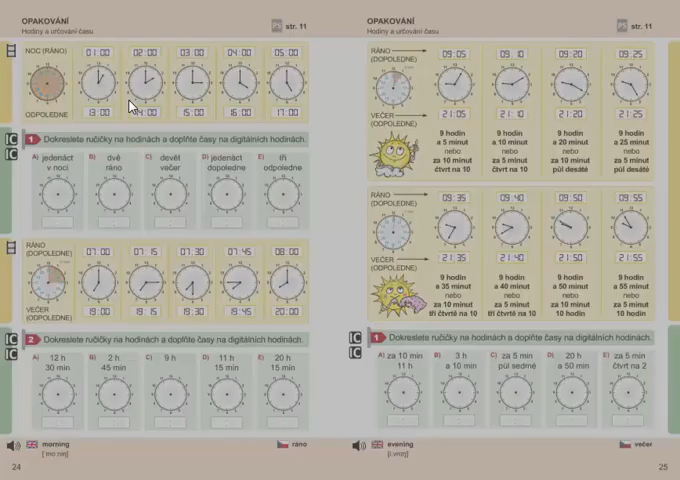 OPAKOVÁNÍ
Hodiny a určování času
PS str. 11
NOC (RÁNO)
01:00 02:00 03:00 04:00 05:00
ODPOLEDNE
13:00 14:00 15:00 16:00 17:00
1 Dokreslete ručičky na hodinách a doplňte časy na digitálních hodinách.
A) jedenáct v noci
B) dvě ráno
C) devět večer
D) jedenáct dopoledne
E) tři odpoledne
RÁNO
(DOPOLEDNE)
07:00 07:15 07:30 07:45 08:00
VEČER
(ODPOLEDNE)
19:00 19:15 19:30 19:45 20:00
2 Dokreslete ručičky na hodinách a doplňte časy na digitálních hodinách.
A) 12 h 30 min
B) 2 h 45 min
C) 9 h
D) 11 h 15 min
E) 20 h 15 min
morning
ráno
24
OPAKOVÁNÍ
Hodiny a určování času
PS str. 11
RÁNO
(DOPOLEDNE)
09:05 09:10 09:20 09:25
VEČER
(ODPOLEDNE)
21:05 21:10 21:20 21:25
9 hodin a 5 minut nebo za 10 minut čtvrt na 10
9 hodin a 10 minut nebo za 5 minut čtvrt na 10
9 hodin a 20 minut nebo za 10 minut půl desáté
9 hodin a 25 minut nebo za 5 minut půl desáté
RÁNO
(DOPOLEDNE)
09:35 09:40 09:50 09:55
VEČER
(ODPOLEDNE)
21:35 21:40 21:50 21:55
9 hodin a 35 minut nebo za 10 minut tři čtvrtě na 10
9 hodin a 40 minut nebo za 5 minut tři čtvrtě na 10
9 hodin a 50 minut nebo za 10 minut 10 hodin
9 hodin a 55 minut nebo za 5 minut 10 hodin
1 Dokreslete ručičky na hodinách a doplňte časy na digitálních hodinách.
A) za 10 min 11 h
B) 3 h a 10 min
C) za 5 min půl sedmé
D) 20 h a 50 min
E) za 5 min čtvrt na 2
evening
večer
25